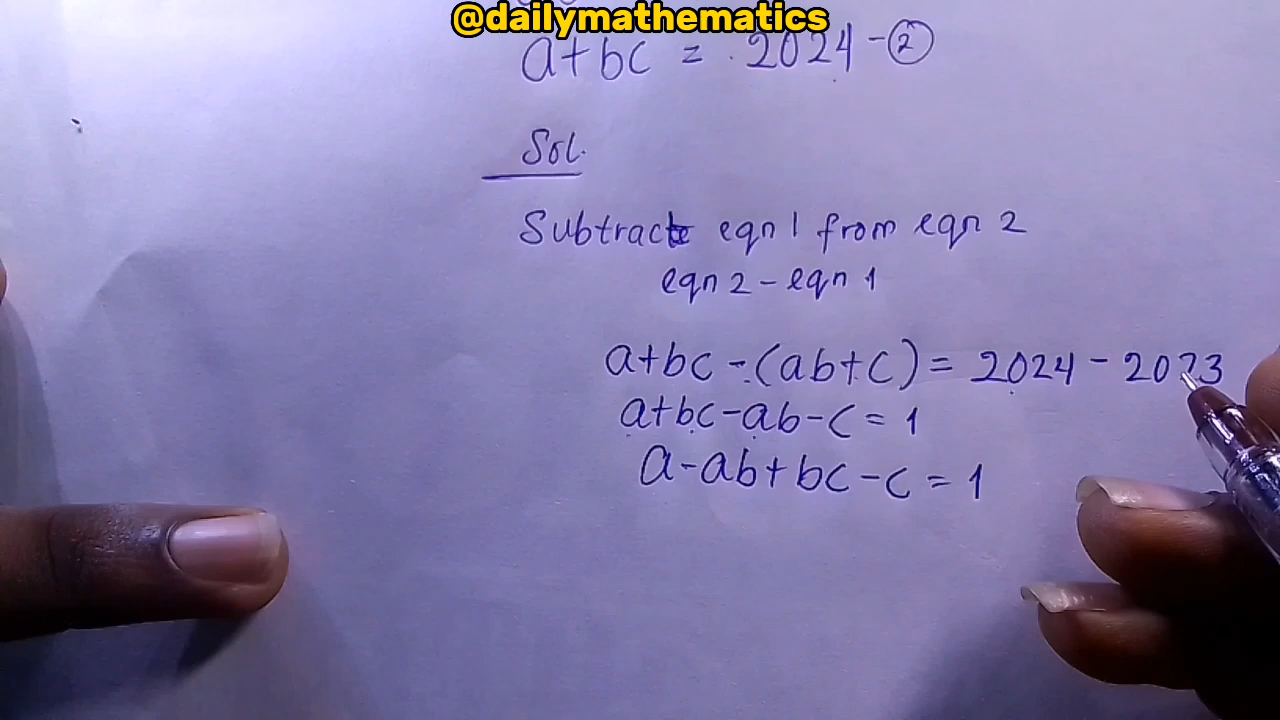 @dailymathematics
a+bc = 2024 - ②
Sol.
Subtract eqn 1 from eqn 2
eqn 2 - eqn 1
a+bc -(ab+c) = 2024 - 2023
a+bc-ab-c = 1
a-ab+bc-c = 1